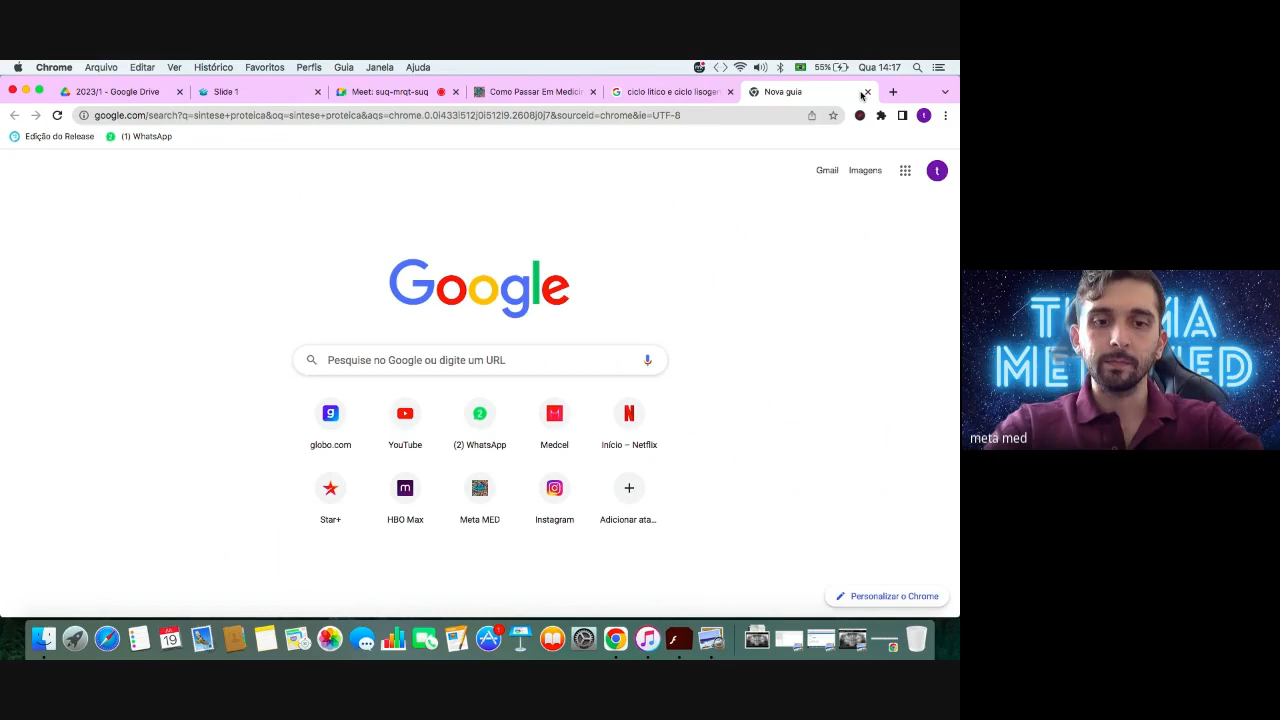 Chrome Arquivo Editar Ver Histórico Favoritos Perfis Guia Janela Ajuda 55% Qua 14:17
2023/1 - Google Drive Slide 1 Meet: suq-mrqt-suq Como Passar Em Medicin ciclo litico e ciclo lisogen Nova guia
google.com/search?q=sintese+proteica&oq=sintese+proteica&aqs=chrome.0.0i433i512j0i512l9.2608j0j7&sourceid=chrome&ie=UTF-8 t
Edição do Release (1) WhatsApp
Gmail Imagens t
Google
Pesquise no Google ou digite um URL
globo.com YouTube (2) WhatsApp Medcel Início – Netflix
Star+ HBO Max Meta MED Instagram Adicionar ata...
Personalizar o Chrome
JUL
19
meta med